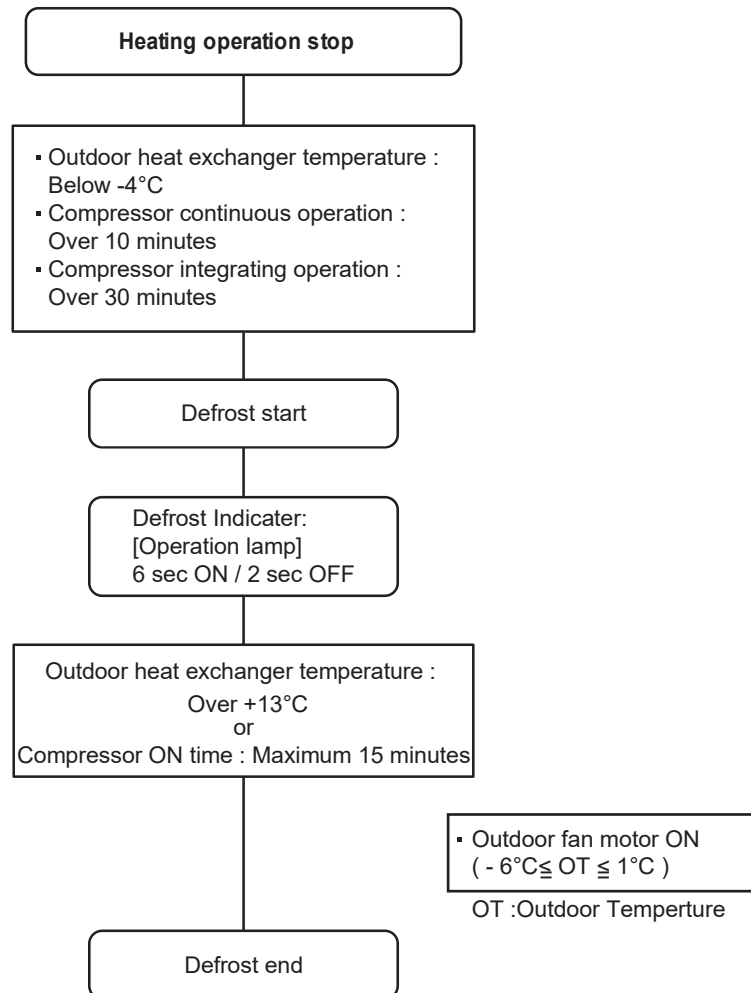 Heating operation stop
▪ Outdoor heat exchanger temperature :
Below -4°C
▪ Compressor continuous operation :
Over 10 minutes
▪ Compressor integrating operation :
Over 30 minutes
Defrost start
Defrost Indicater:
[Operation lamp]
6 sec ON / 2 sec OFF
Outdoor heat exchanger temperature :
Over +13°C
or
Compressor ON time : Maximum 15 minutes
▪ Outdoor fan motor ON
( - 6°C≦ OT ≦ 1°C )
OT :Outdoor Temperture
Defrost end